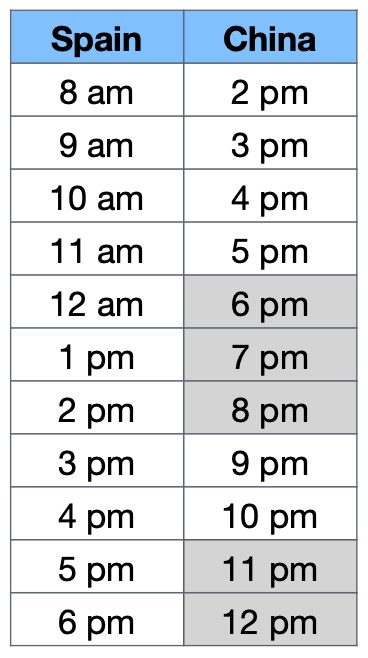 Spain China
8 am 2 pm
9 am 3 pm
10 am 4 pm
11 am 5 pm
12 am 6 pm
1 pm 7 pm
2 pm 8 pm
3 pm 9 pm
4 pm 10 pm
5 pm 11 pm
6 pm 12 pm